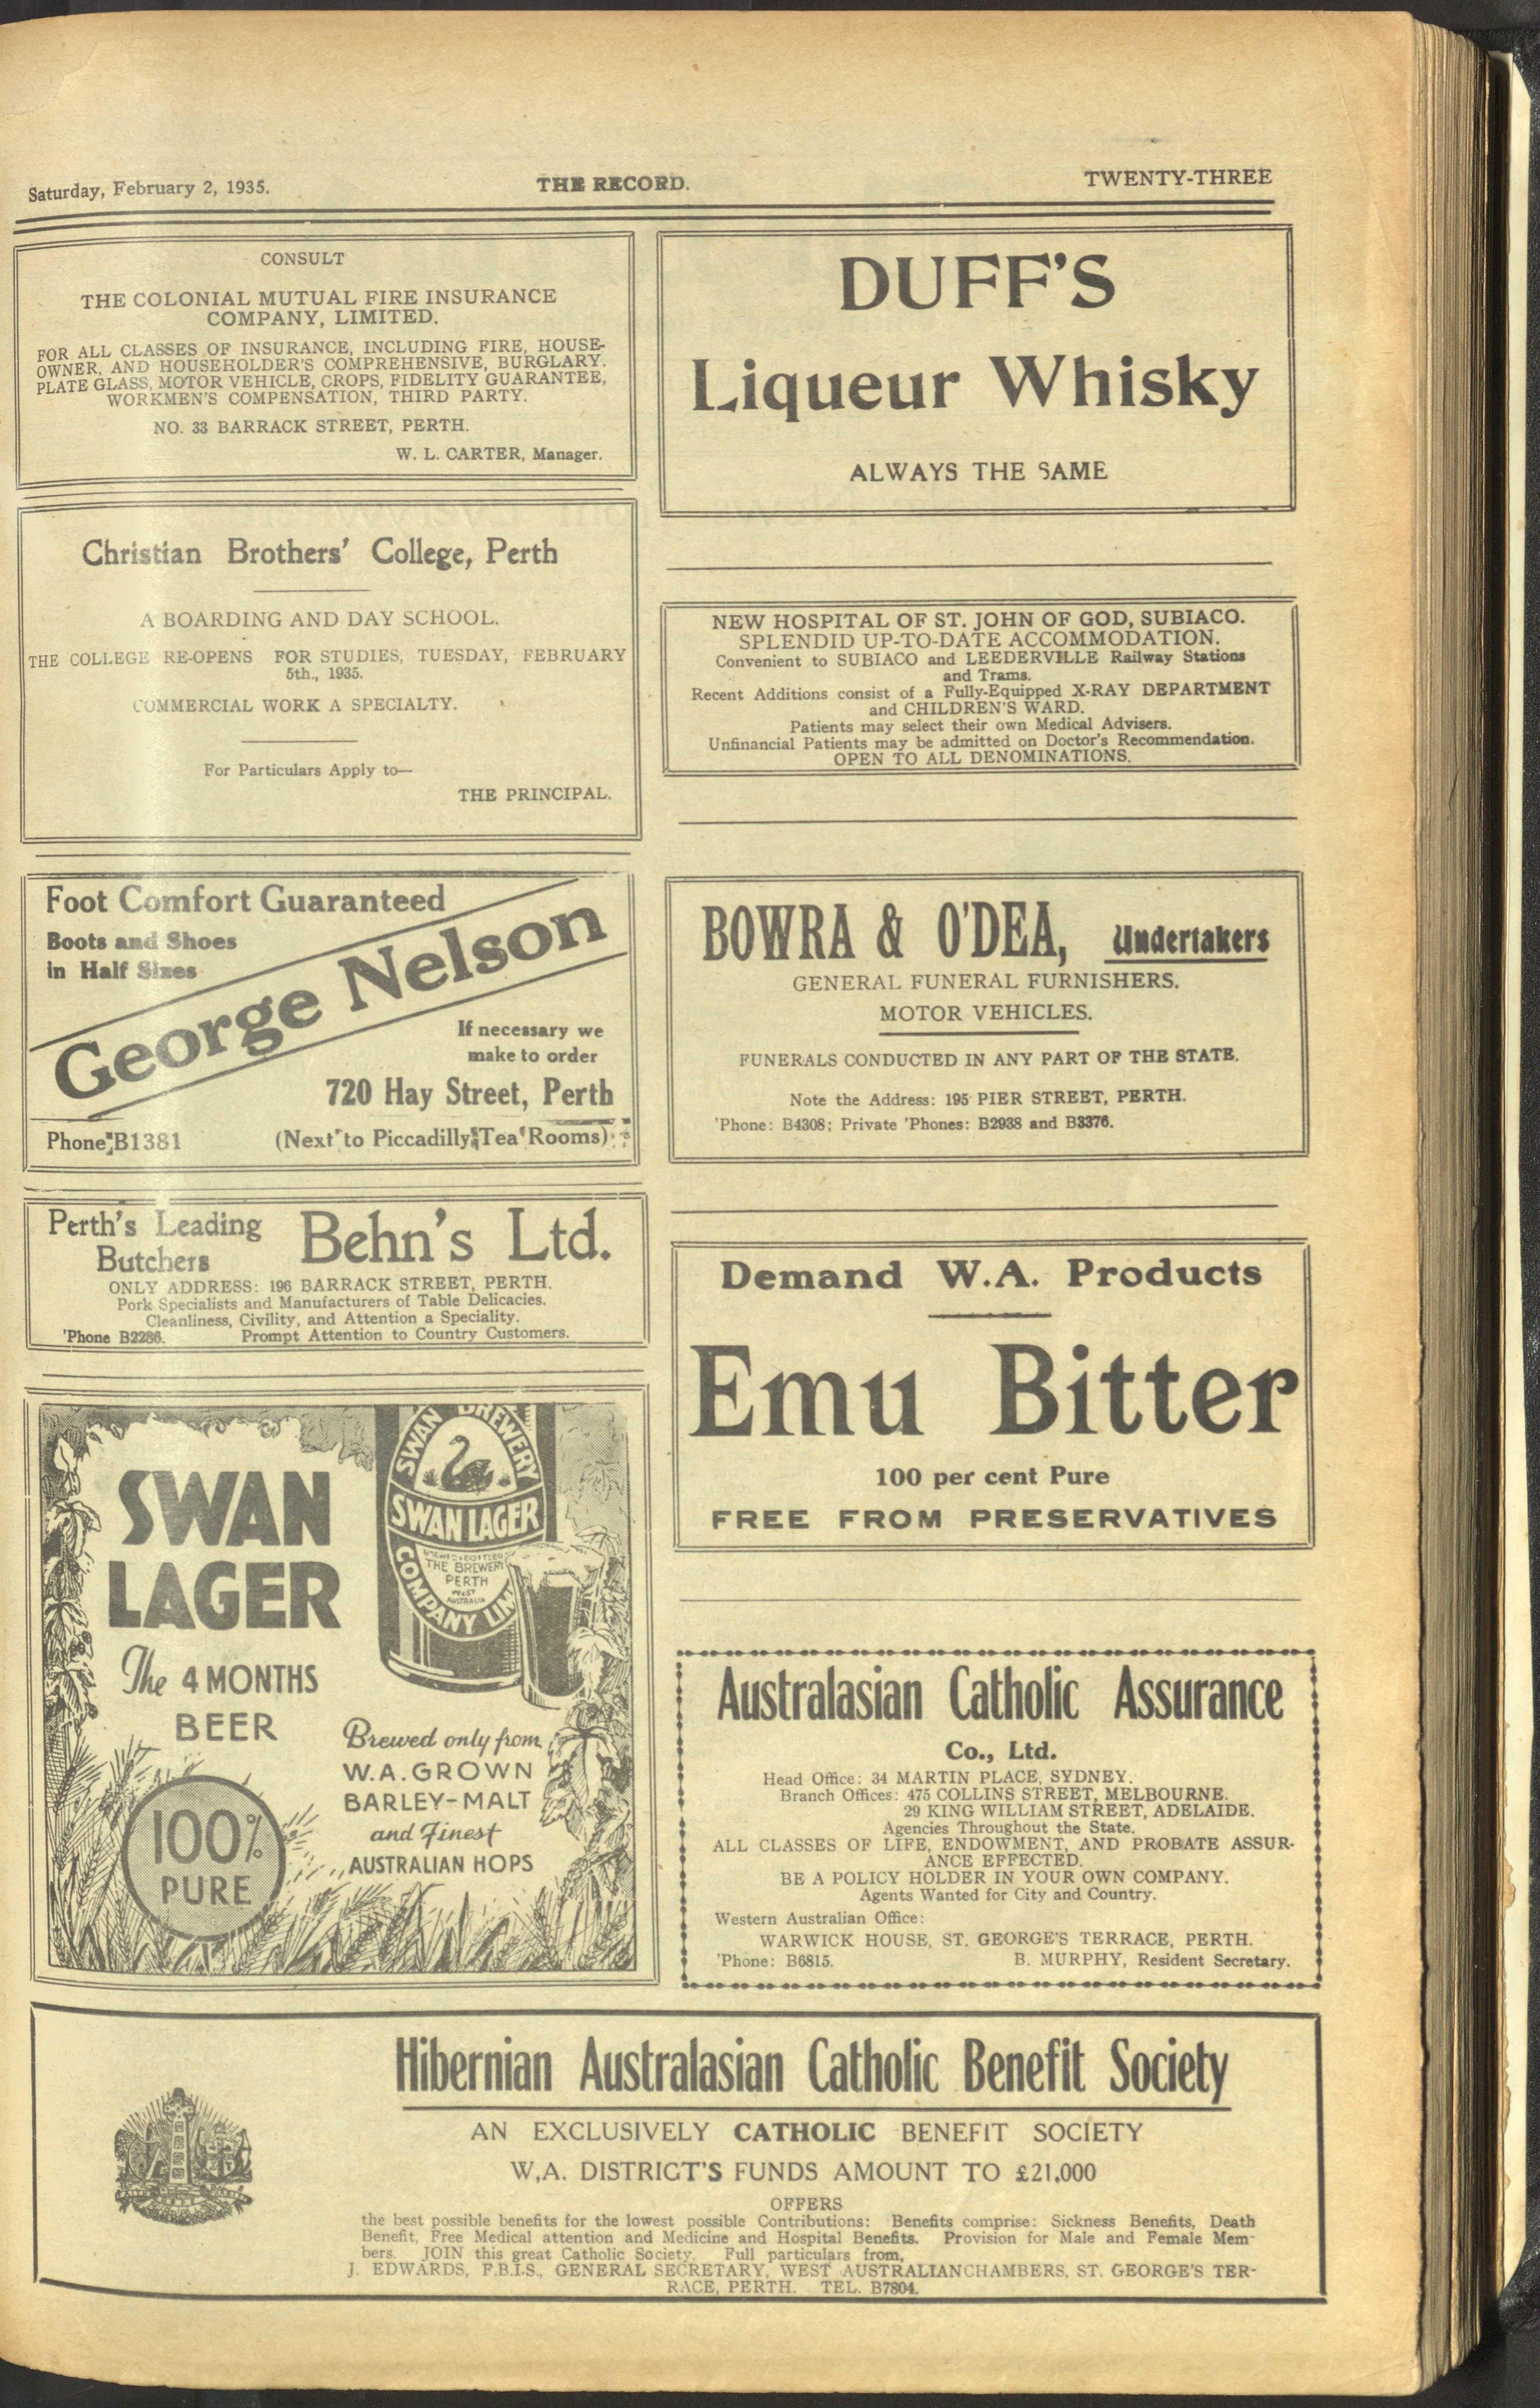 Saturday, February 2, 1935.
THE RECORD.
TWENTY-THREE
CONSULT
THE COLONIAL MUTUAL FIRE INSURANCE
COMPANY, LIMITED.
FOR ALL CLASSES OF INSURANCE, INCLUDING FIRE, HOUSE-
OWNER, AND HOUSEHOLDER'S COMPREHENSIVE, BURGLARY.
PLATE GLASS, MOTOR VEHICLE, CROPS, FIDELITY GUARANTEE,
WORKMEN'S COMPENSATION, THIRD PARTY.
NO. 33 BARRACK STREET, PERTH.
W. L. CARTER, Manager.
Christian Brothers' College, Perth
A BOARDING AND DAY SCHOOL.
THE COLLEGE RE-OPENS FOR STUDIES, TUESDAY, FEBRUARY
5th., 1935.
COMMERCIAL WORK A SPECIALTY.
For Particulars Apply to—
THE PRINCIPAL.
Foot Comfort Guaranteed
Boots and Shoes
in Half Sizes
George Nelson
If necessary we
make to order
720 Hay Street, Perth
Phone B1381 (Next to Piccadilly Tea Rooms)
Perth's Leading
Butchers
Behn's Ltd.
ONLY ADDRESS: 196 BARRACK STREET, PERTH.
Pork Specialists and Manufacturers of Table Delicacies.
Cleanliness, Civility, and Attention a Speciality.
'Phone B2286. Prompt Attention to Country Customers.
SWAN
LAGER
The 4 MONTHS
BEER
100%
PURE
SWAN BREWERY
SWAN LAGER
THE BREWERY
PERTH
WEST
AUSTRALIA
COMPANY LIM
Brewed only from
W.A. GROWN
BARLEY-MALT
and Finest
AUSTRALIAN HOPS
DUFF'S
Liqueur Whisky
ALWAYS THE SAME
NEW HOSPITAL OF ST. JOHN OF GOD, SUBIACO.
SPLENDID UP-TO-DATE ACCOMMODATION.
Convenient to SUBIACO and LEEDERVILLE Railway Stations
and Trams.
Recent Additions consist of a Fully-Equipped X-RAY DEPARTMENT
and CHILDREN'S WARD.
Patients may select their own Medical Advisers.
Unfinancial Patients may be admitted on Doctor's Recommendation.
OPEN TO ALL DENOMINATIONS.
BOWRA & O'DEA, Undertakers
GENERAL FUNERAL FURNISHERS.
MOTOR VEHICLES.
FUNERALS CONDUCTED IN ANY PART OF THE STATE.
Note the Address: 195 PIER STREET, PERTH.
'Phone: B4308; Private 'Phones: B2938 and B3376.
Demand W.A. Products
Emu Bitter
100 per cent Pure
FREE FROM PRESERVATIVES
Australasian Catholic Assurance
Co., Ltd.
Head Office: 34 MARTIN PLACE, SYDNEY.
Branch Offices: 475 COLLINS STREET, MELBOURNE.
29 KING WILLIAM STREET, ADELAIDE.
Agencies Throughout the State.
ALL CLASSES OF LIFE, ENDOWMENT, AND PROBATE ASSUR-
ANCE EFFECTED.
BE A POLICY HOLDER IN YOUR OWN COMPANY.
Agents Wanted for City and Country.
Western Australian Office:
WARWICK HOUSE, ST. GEORGE'S TERRACE, PERTH.
'Phone: B6815. B. MURPHY, Resident Secretary.
Hibernian Australasian Catholic Benefit Society
AN EXCLUSIVELY CATHOLIC BENEFIT SOCIETY
W.A. DISTRICT'S FUNDS AMOUNT TO £21,000
OFFERS
the best possible benefits for the lowest possible Contributions: Benefits comprise: Sickness Benefits, Death
Benefit, Free Medical attention and Medicine and Hospital Benefits. Provision for Male and Female Mem-
bers. JOIN this great Catholic Society. Full particulars from,
J. EDWARDS, F.B.I.S., GENERAL SECRETARY, WEST AUSTRALIANCHAMBERS, ST. GEORGE'S TER-
RACE, PERTH. TEL. B7804.